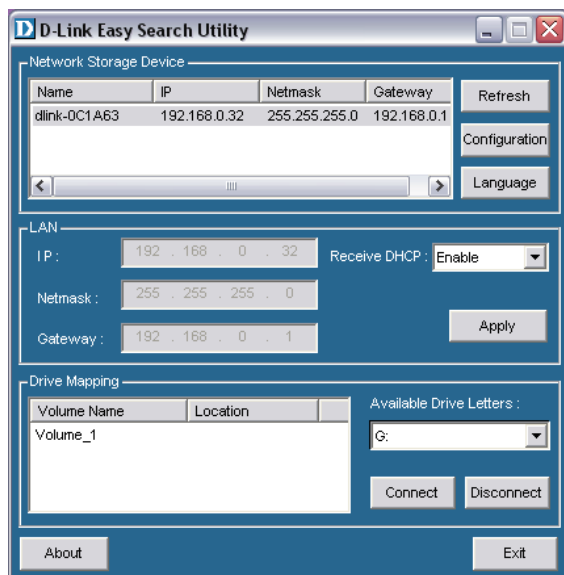 D-Link Easy Search Utility
Network Storage Device
Name IP Netmask Gateway
dlink-0C1A63 192.168.0.32 255.255.255.0 192.168.0.1
Refresh
Configuration
Language
LAN
IP: 192 . 168 . 0 . 32 Receive DHCP : Enable
Netmask : 255 . 255 . 255 . 0
Gateway : 192 . 168 . 0 . 1
Apply
Drive Mapping
Volume Name Location
Volume_1
Available Drive Letters :
G:
Connect Disconnect
About Exit